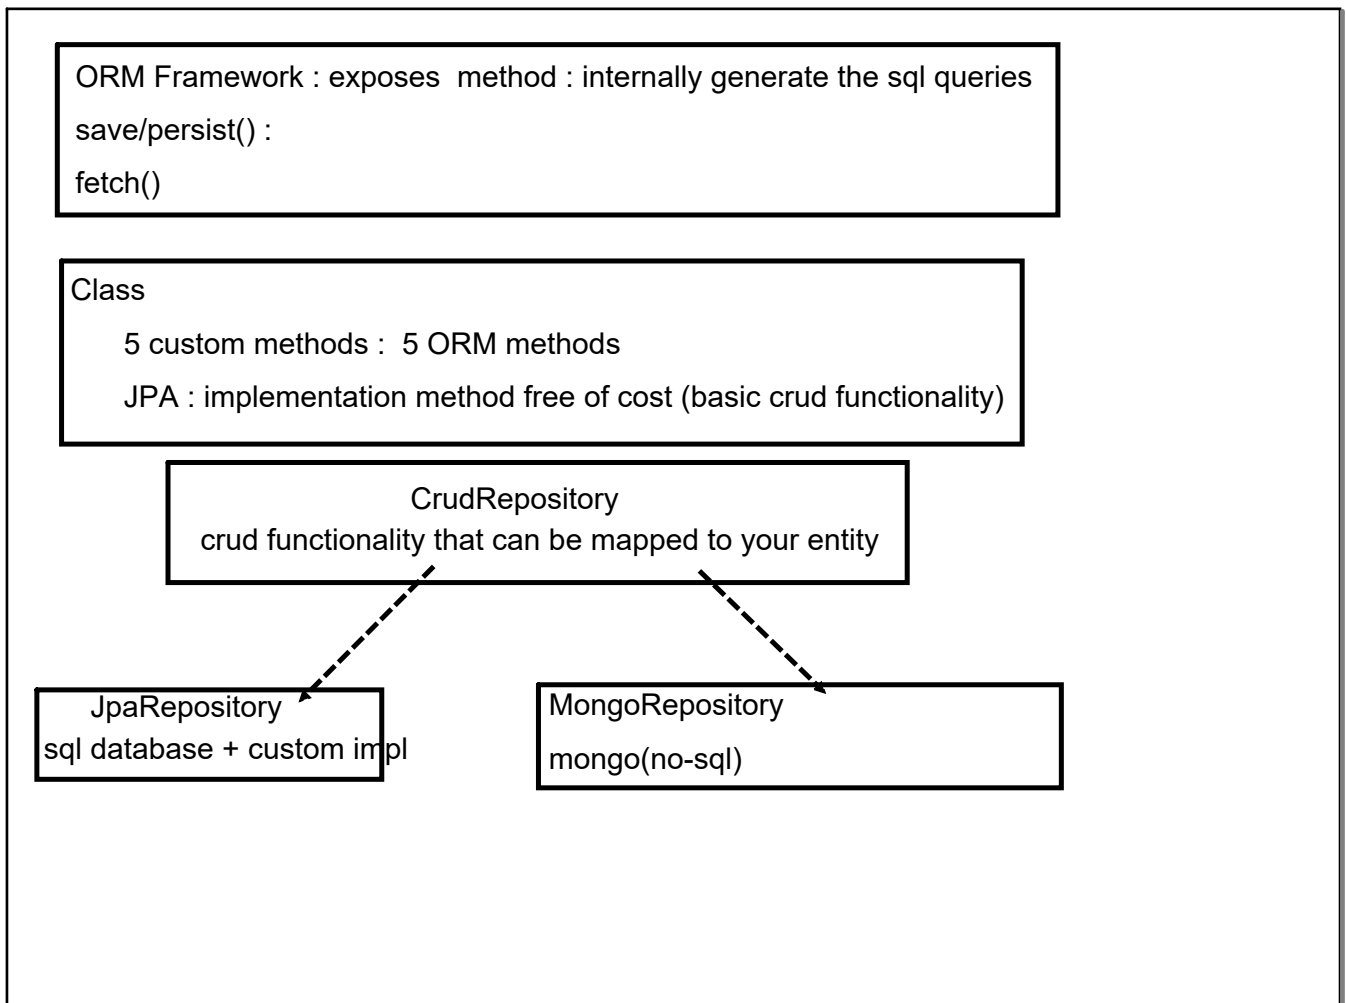 ORM Framework : exposes  method : internally generate the sql queries
save/persist() :
fetch()
Class
5 custom methods :  5 ORM methods
JPA : implementation method free of cost (basic crud functionality)
CrudRepository
crud functionality that can be mapped to your entity
JpaRepository
sql database + custom impl
MongoRepository
mongo(no-sql)